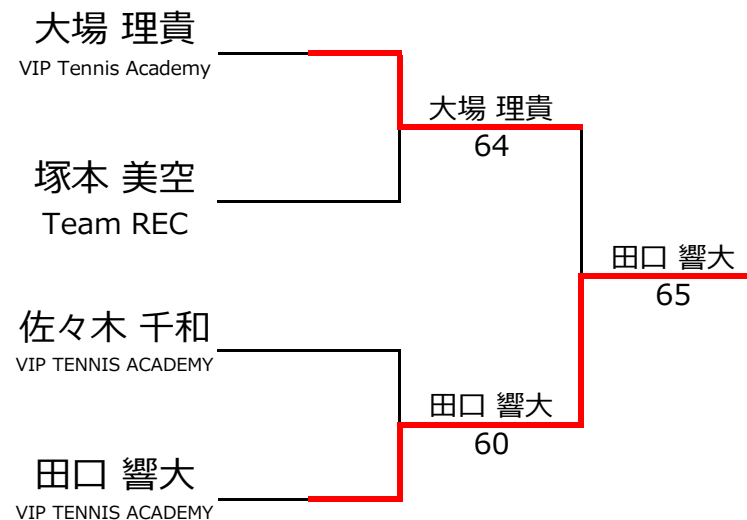 大場 理貴
VIP Tennis Academy
大場 理貴
64
塚本 美空
Team REC
田口 響大
65
佐々木 千和
VIP TENNIS ACADEMY
田口 響大
60
田口 響大
VIP TENNIS ACADEMY